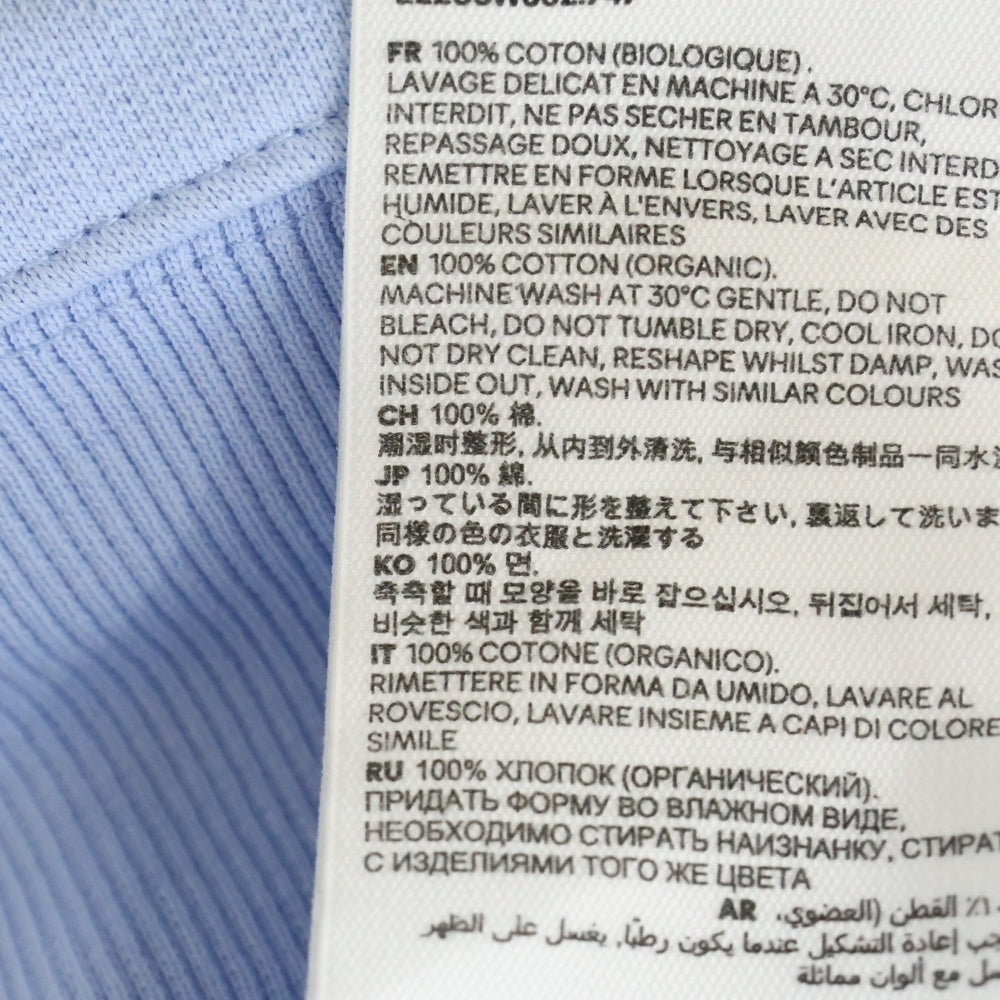 FR 100% COTON (BIOLOGIQUE).
LAVAGE DELICAT EN MACHINE A 30°C, CHLOR
INTERDIT, NE PAS SECHER EN TAMBOUR,
REPASSAGE DOUX, NETTOYAGE A SEC INTERD
REMETTRE EN FORME LORSQUE L'ARTICLE EST
HUMIDE, LAVER À L'ENVERS, LAVER AVEC DES
COULEURS SIMILAIRES
EN 100% COTTON (ORGANIC).
MACHINE WASH AT 30°C GENTLE, DO NOT
BLEACH, DO NOT TUMBLE DRY, COOL IRON, DO
NOT DRY CLEAN, RESHAPE WHILST DAMP, WAS
INSIDE OUT, WASH WITH SIMILAR COLOURS
CH 100% 棉.
潮湿时整形, 从内到外清洗, 与相似颜色制品一同水
JP 100% 綿.
湿っている間に形を整えて下さい, 裏返して洗いま
同様の色の衣服と洗濯する
KO 100% 면.
축축할 때 모양을 바로 잡으십시오, 뒤집어서 세탁,
비슷한 색과 함께 세탁
IT 100% COTONE (ORGANICO).
RIMETTERE IN FORMA DA UMIDO, LAVARE AL
ROVESCIO, LAVARE INSIEME A CAPI DI COLORE
SIMILE
RU 100% ХЛОПОК (ОРГАНИЧЕСКИЙ).
ПРИДАТЬ ФОРМУ ВО ВЛАЖНОМ ВИДЕ,
НЕОБХОДИМО СТИРАТЬ НАИЗНАНКУ, СТИРАТ
С ИЗДЕЛИЯМИ ТОГО ЖЕ ЦВЕТА
القطن (العضوي). AR
إعادة التشكيل عندما يكون رطبًا, يغسل على الظهر
مع ألوان مماثلة